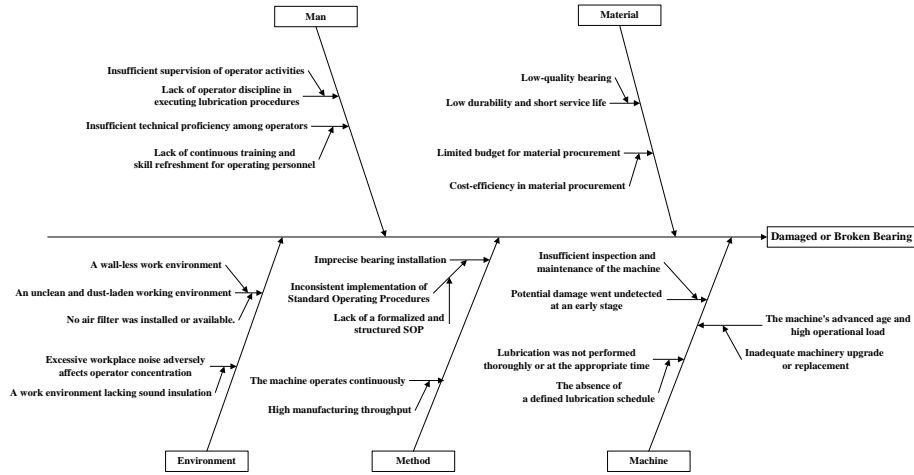 Man
Material
Insufficient supervision of operator activities
Lack of operator discipline in
executing lubrication procedures
Insufficient technical proficiency among operators
Lack of continuous training and
skill refreshment for operating personnel
Low-quality bearing
Low durability and short service life
Limited budget for material procurement
Cost-efficiency in material procurement
Damaged or Broken Bearing
A wall-less work environment
An unclean and dust-laden working environment
No air filter was installed or available.
Excessive workplace noise adversely
affects operator concentration
A work environment lacking sound insulation
Imprecise bearing installation
Inconsistent implementation of
Standard Operating Procedures
Lack of a formalized and
structured SOP
The machine operates continuously
High manufacturing throughput
Insufficient inspection and
maintenance of the machine
Potential damage went undetected
at an early stage
The machine's advanced age and
high operational load
Inadequate machinery upgrade
or replacement
Lubrication was not performed
thoroughly or at the appropriate time
The absence of
a defined lubrication schedule
Environment
Method
Machine